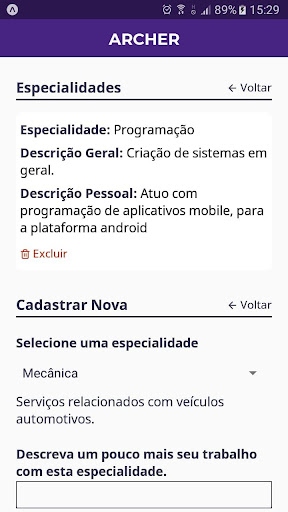 89% 15:29
ARCHER
Especialidades
← Voltar
Especialidade: Programação
Descrição Geral: Criação de sistemas em
geral.
Descrição Pessoal: Atuo com
programação de aplicativos mobile, para
a plataforma android
Excluir
Cadastrar Nova
← Voltar
Selecione uma especialidade
Mecânica
Serviços relacionados com veículos
automotivos.
Descreva um pouco mais seu trabalho
com esta especialidade.